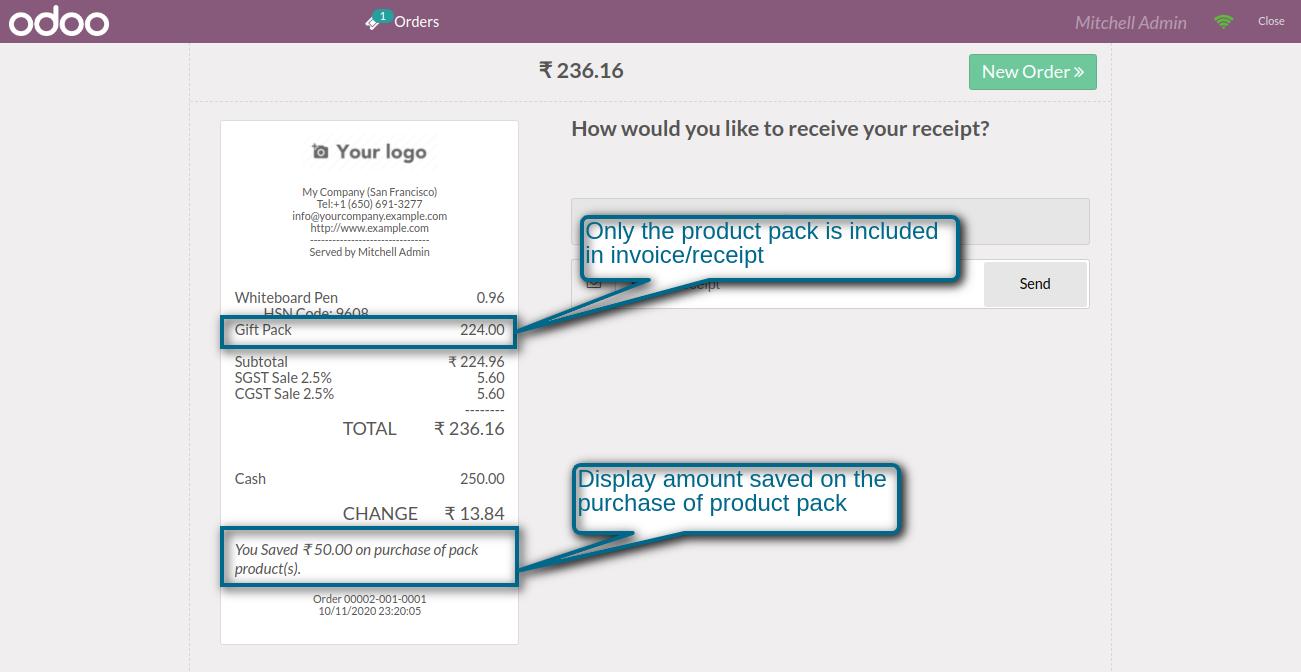 odoo
1
Orders
Mitchell Admin
Close
₹ 236.16
New Order »
Your logo
My Company (San Francisco)
Tel:+1 (650) 691-3277
info@yourcompany.example.com
http://www.example.com
--------------------------------
Served by Mitchell Admin
Whiteboard Pen 0.96
HSN Code: 9608
Gift Pack 224.00
Subtotal ₹ 224.96
SGST Sale 2.5% 5.60
CGST Sale 2.5% 5.60
--------
TOTAL ₹ 236.16
Cash 250.00
CHANGE ₹ 13.84
You Saved ₹ 50.00 on purchase of pack
product(s).
Order 00002-001-0001
10/11/2020 23:20:05
How would you like to receive your receipt?
Only the product pack is included
in invoice/receipt
Send
Display amount saved on the
purchase of product pack